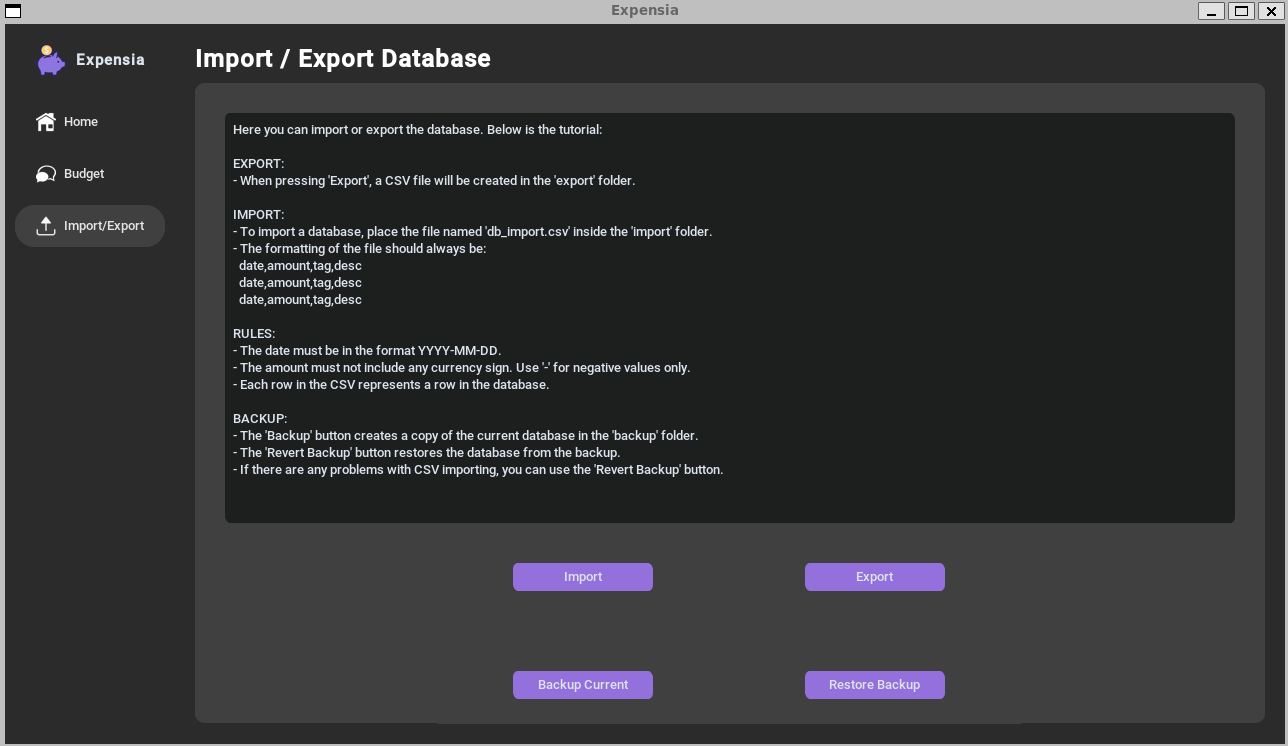 Expensia
Expensia
Import / Export Database
Home
Budget
Import/Export
Here you can import or export the database. Below is the tutorial:
EXPORT:
- When pressing 'Export', a CSV file will be created in the 'export' folder.
IMPORT:
- To import a database, place the file named 'db_import.csv' inside the 'import' folder.
- The formatting of the file should always be:
date,amount,tag,desc
date,amount,tag,desc
date,amount,tag,desc
RULES:
- The date must be in the format YYYY-MM-DD.
- The amount must not include any currency sign. Use '-' for negative values only.
- Each row in the CSV represents a row in the database.
BACKUP:
- The 'Backup' button creates a copy of the current database in the 'backup' folder.
- The 'Revert Backup' button restores the database from the backup.
- If there are any problems with CSV importing, you can use the 'Revert Backup' button.
Import
Export
Backup Current
Restore Backup